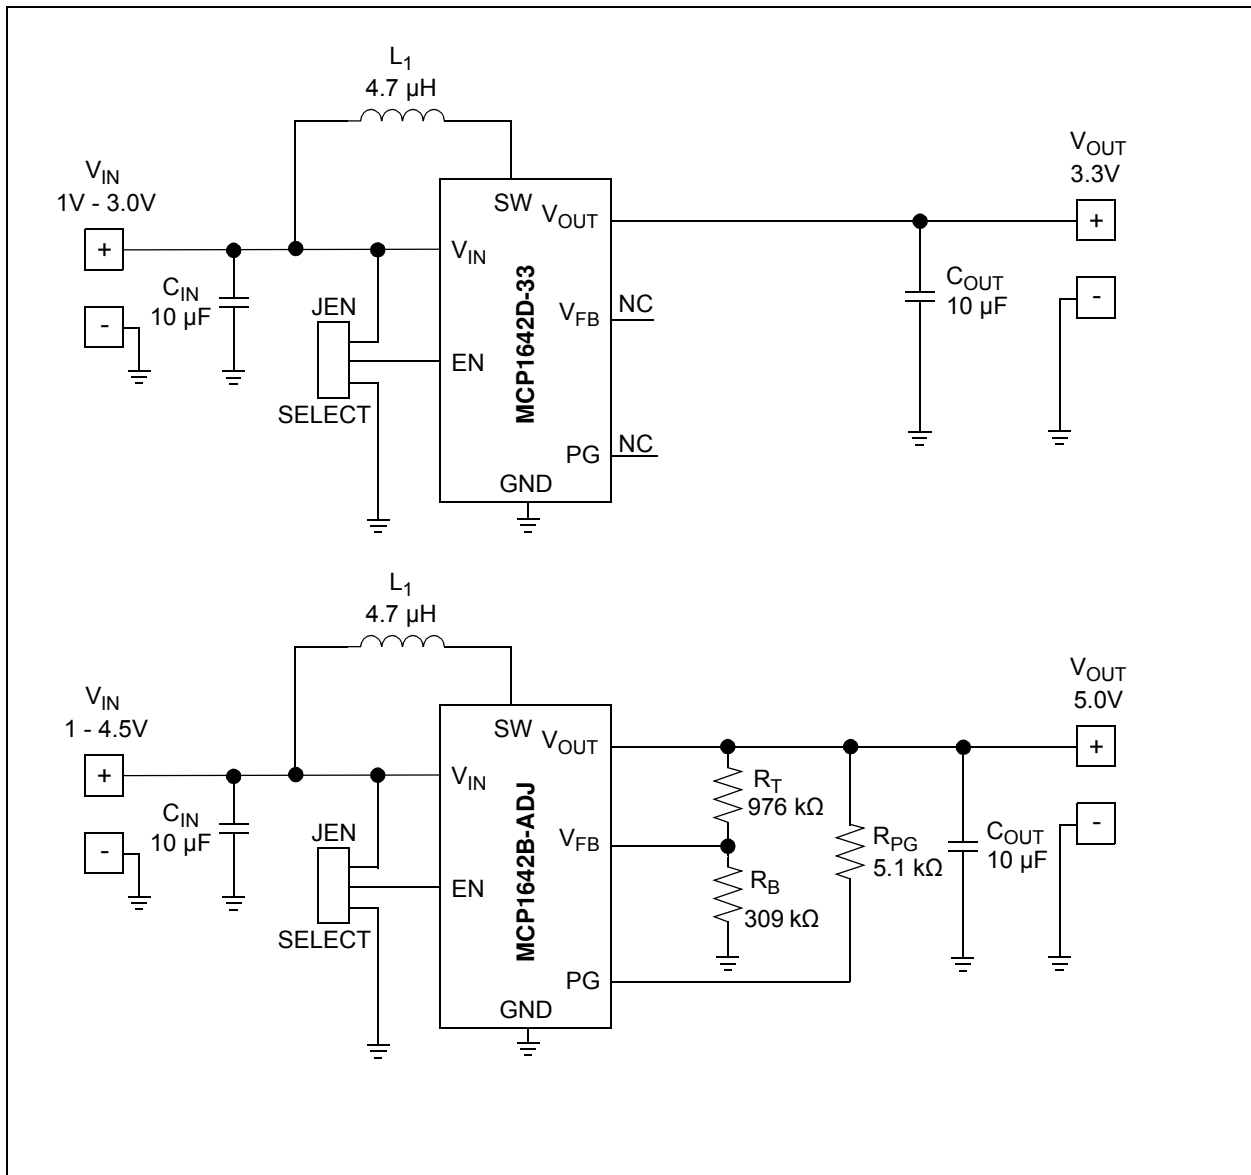 L1
4.7 µH
VIN
1V - 3.0V
+
-
CIN
10 µF
JEN
SELECT
SW
VOUT
VIN
VFB
NC
EN
PG
NC
GND
MCP1642D-33
COUT
10 µF
VOUT
3.3V
+
-
L1
4.7 µH
VIN
1 - 4.5V
+
-
CIN
10 µF
JEN
SELECT
SW
VOUT
VIN
VFB
EN
PG
GND
MCP1642B-ADJ
RT
976 kΩ
RB
309 kΩ
RPG
5.1 kΩ
COUT
10 µF
VOUT
5.0V
+
-